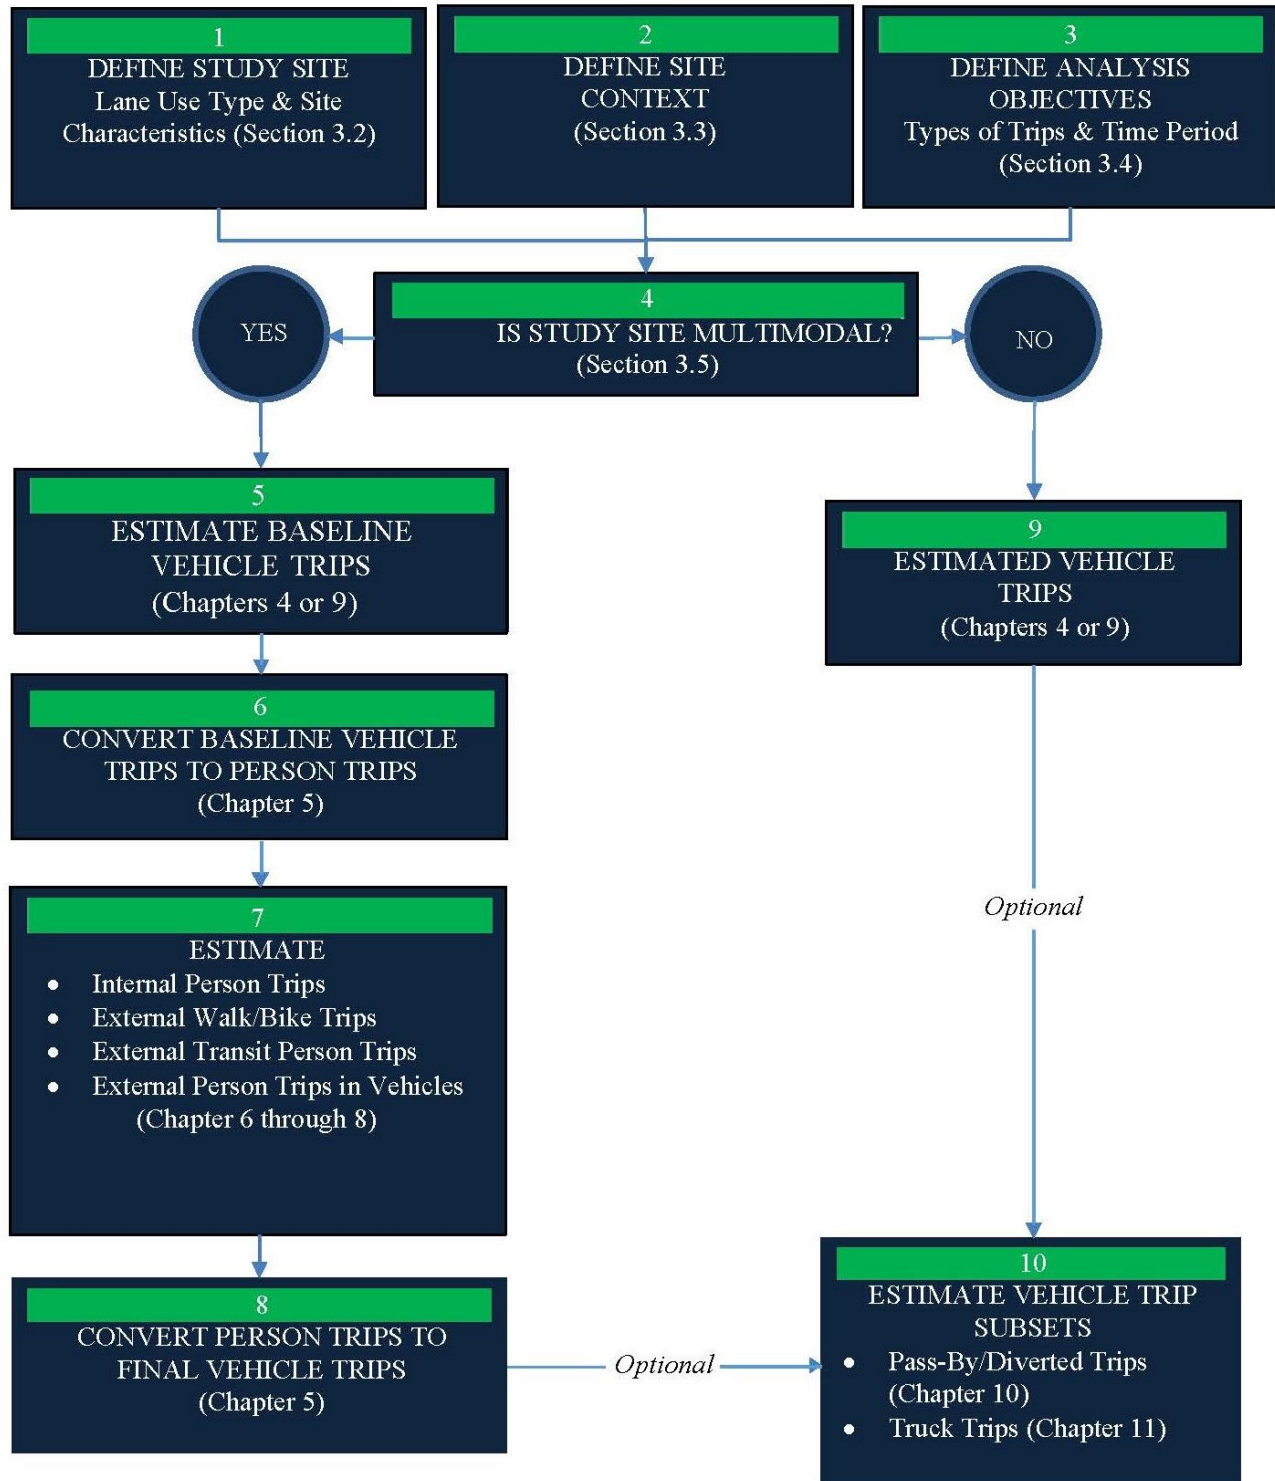 1
DEFINE STUDY SITE
Lane Use Type & Site
Characteristics (Section 3.2)
2
DEFINE SITE
CONTEXT
(Section 3.3)
3
DEFINE ANALYSIS
OBJECTIVES
Types of Trips & Time Period
(Section 3.4)
4
IS STUDY SITE MULTIMODAL?
(Section 3.5)
YES
NO
5
ESTIMATE BASELINE
VEHICLE TRIPS
(Chapters 4 or 9)
6
CONVERT BASELINE VEHICLE
TRIPS TO PERSON TRIPS
(Chapter 5)
7
ESTIMATE
• Internal Person Trips
• External Walk/Bike Trips
• External Transit Person Trips
• External Person Trips in Vehicles
(Chapter 6 through 8)
8
CONVERT PERSON TRIPS TO
FINAL VEHICLE TRIPS
(Chapter 5)
Optional
9
ESTIMATED VEHICLE
TRIPS
(Chapters 4 or 9)
Optional
10
ESTIMATE VEHICLE TRIP
SUBSETS
• Pass-By/Diverted Trips
(Chapter 10)
• Truck Trips (Chapter 11)